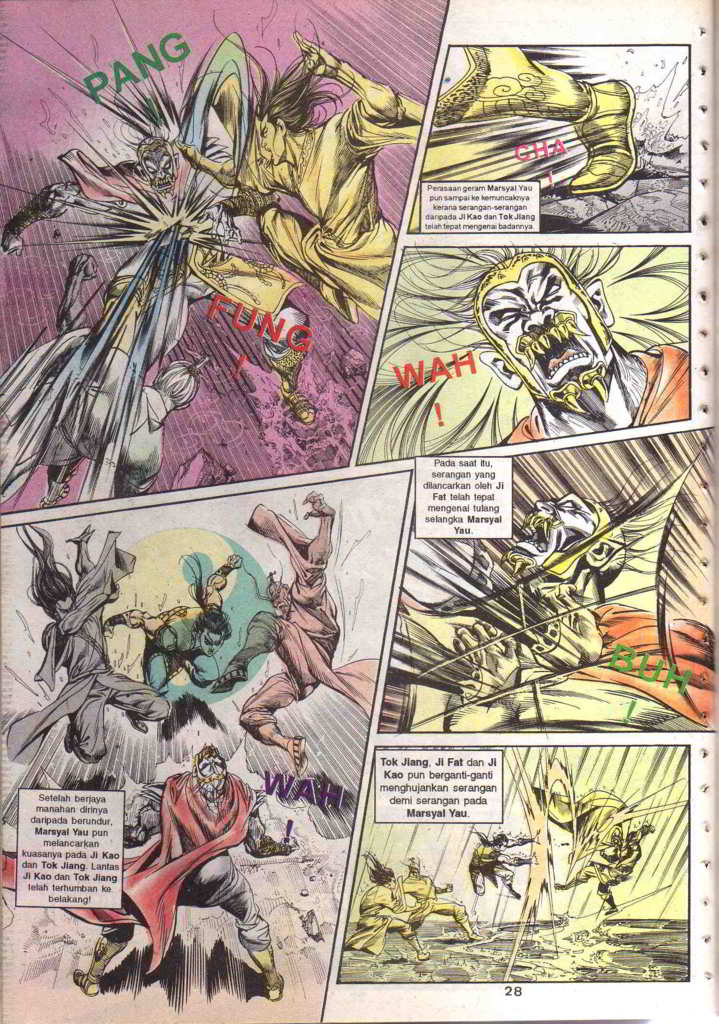 PANG
!
FUNG
!
CHA
!
Perasaan geram Marsyal Yau
pun sampai ke kemuncaknya
kerana serangan-serangan
daripada Ji Kao dan Tok Jiang
telah tepat mengenai badannya.
WAH
!
Setelah berjaya
manahan dirinya
daripada berundur,
Marsyal Yau pun
melancarkan
kuasanya pada Ji Kao
dan Tok Jiang. Lantas
Ji Kao dan Tok Jiang
telah terhumban ke
belakang!
WAH
!
Pada saat itu,
serangan yang
dilancarkan oleh Ji
Fat telah tepat
mengenai tulang
selangka Marsyal
Yau.
BUH
!
Tok Jiang, Ji Fat dan Ji
Kao pun berganti-ganti
menghujankan serangan
demi serangan pada
Marsyal Yau.
28